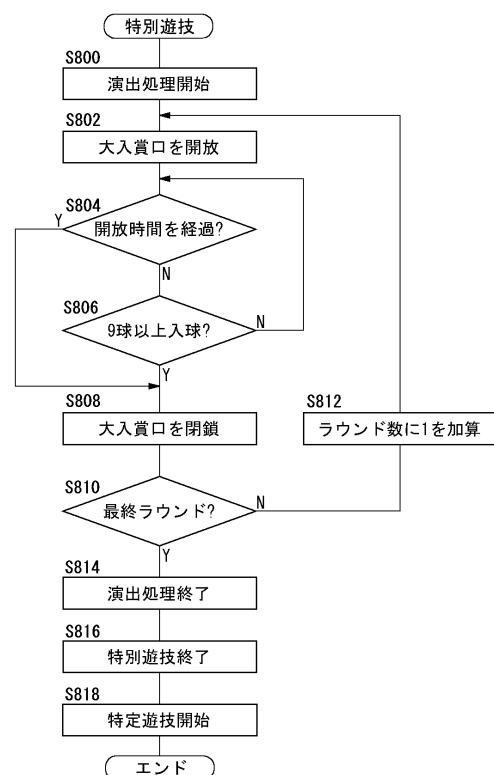 特別遊技
S800
演出処理開始
S802
大入賞口を開放
S804
Y
開放時間を経過?
N
S806
9球以上入球?
N
Y
S808
大入賞口を閉鎖
S812
ラウンド数に1を加算
S810
最終ラウンド?
N
Y
S814
演出処理終了
S816
特別遊技終了
S818
特定遊技開始
エンド